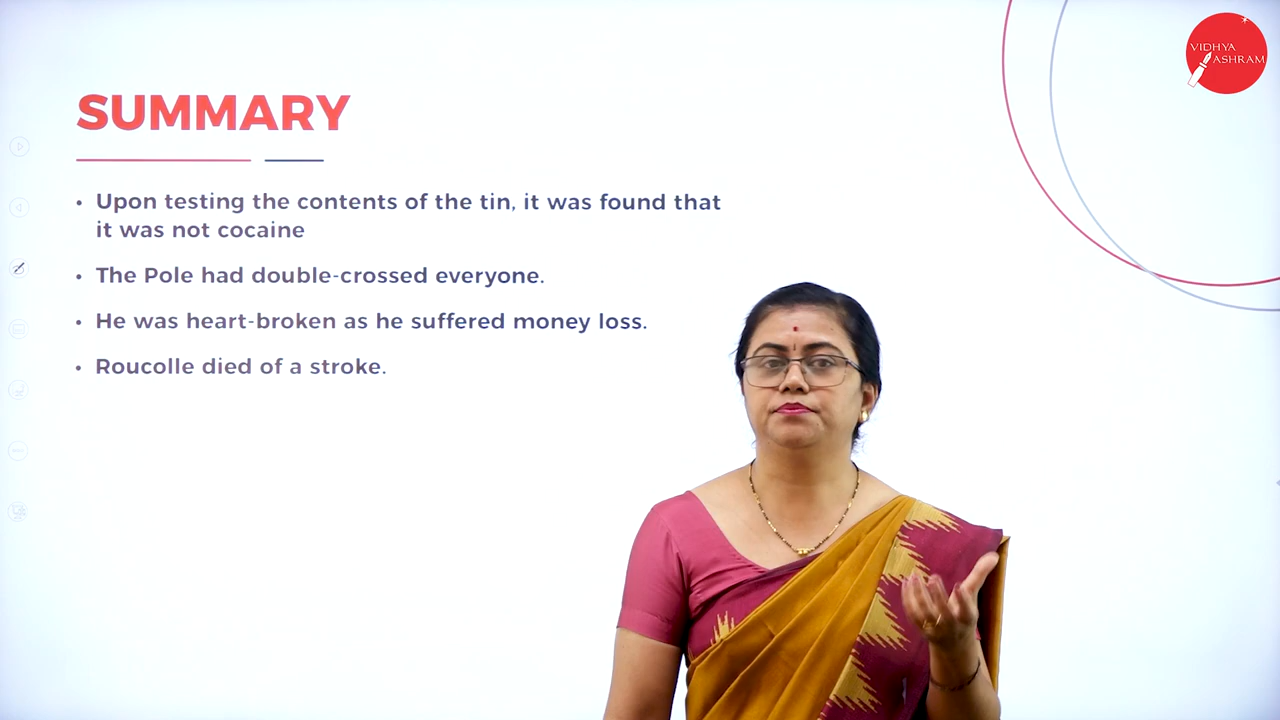 VIDHYA
ASHRAM
SUMMARY
• Upon testing the contents of the tin, it was found that
it was not cocaine
• The Pole had double-crossed everyone.
• He was heart-broken as he suffered money loss.
• Roucolle died of a stroke.